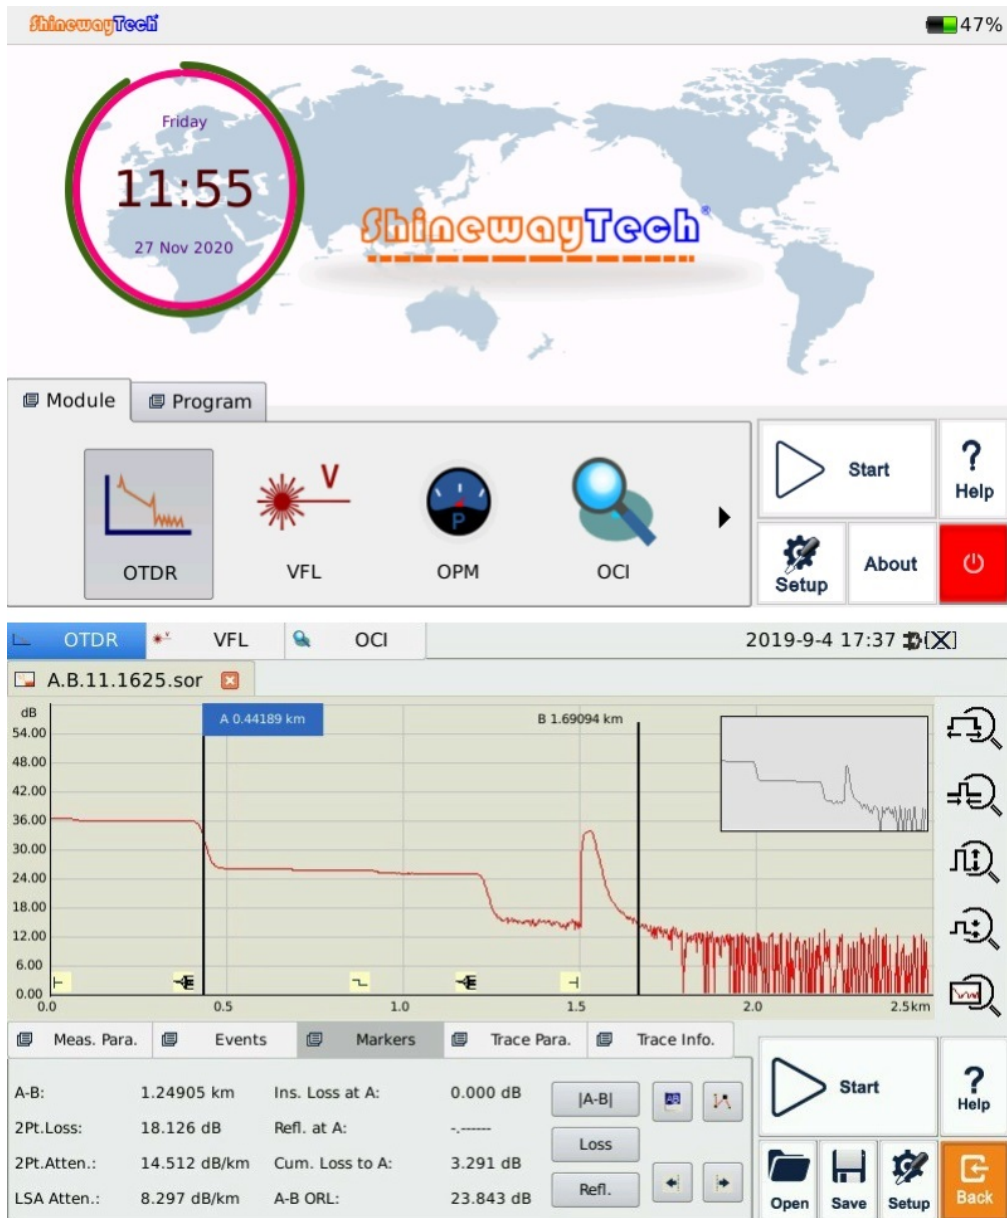 ShinewayTech
47%
Friday
11:55
27 Nov 2020
ShinewayTech®
Module
Program
V
P
OTDR
VFL
OPM
OCI
Start
?
Help
Setup
About
OTDR
V
VFL
OCI
2019-9-4 17:37
A.B.11.1625.sor
dB
54.00
48.00
42.00
36.00
30.00
24.00
18.00
12.00
6.00
0.00
A 0.44189 km
B 1.69094 km
0.0
0.5
1.0
1.5
2.0
2.5km
Meas. Para.
Events
Markers
Trace Para.
Trace Info.
A-B: 1.24905 km Ins. Loss at A: 0.000 dB
2Pt.Loss: 18.126 dB Refl. at A: -.------
2Pt.Atten.: 14.512 dB/km Cum. Loss to A: 3.291 dB
LSA Atten.: 8.297 dB/km A-B ORL: 23.843 dB
|A-B|
AB
Loss
Refl.
Start
?
Help
Open
Save
Setup
Back